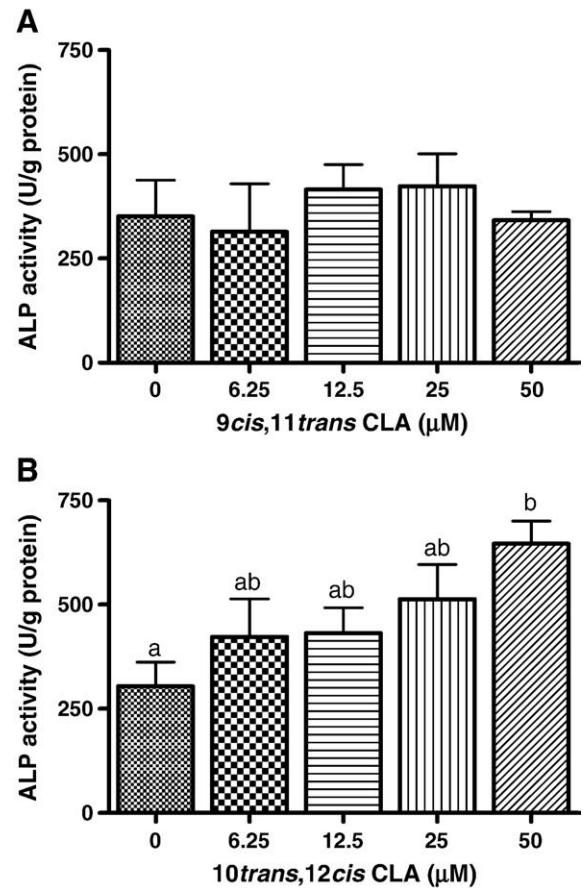 A
ALP activity (U/g protein)
750
500
250
0
0 6.25 12.5 25 50
9cis,11trans CLA (μM)
B
ALP activity (U/g protein)
750
500
250
0
a ab ab ab b
0 6.25 12.5 25 50
10trans,12cis CLA (μM)